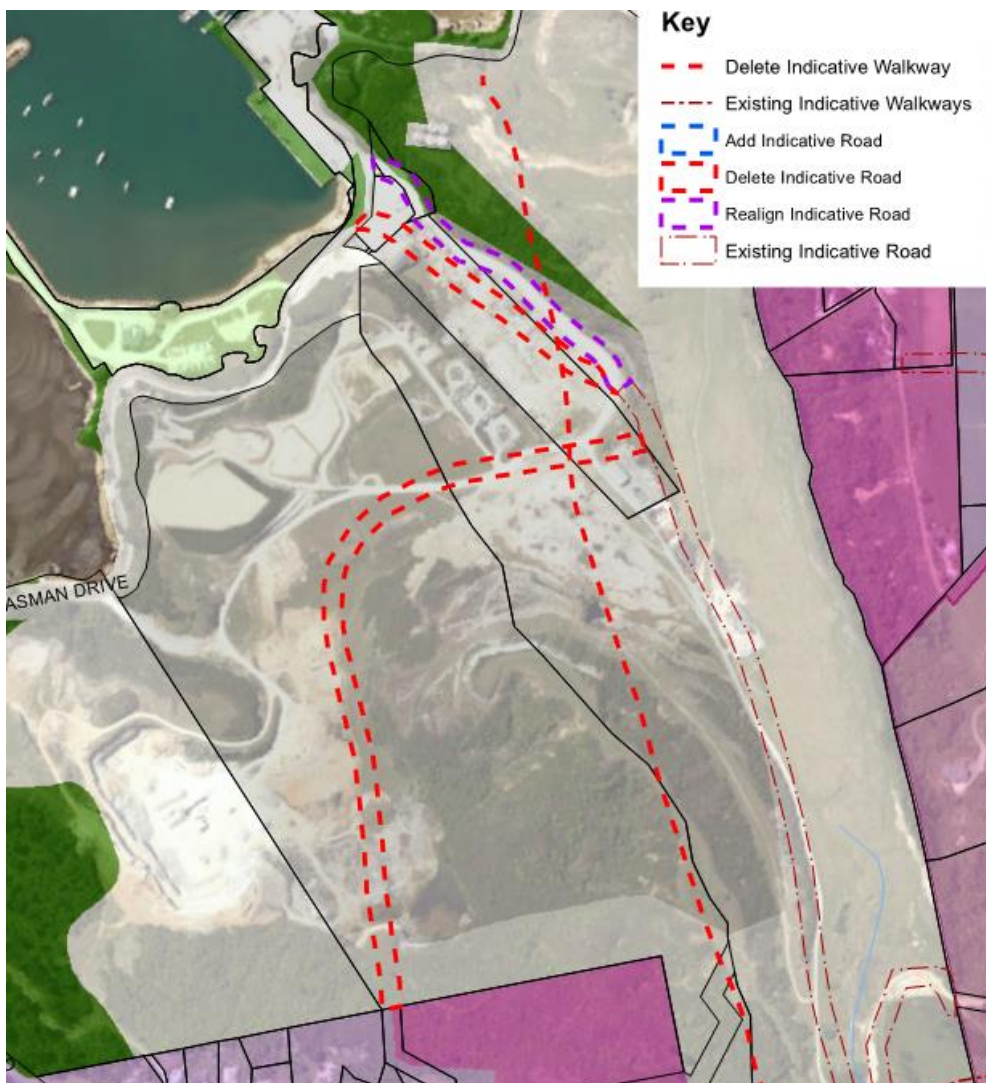 Key
Delete Indicative Walkway
Existing Indicative Walkways
Add Indicative Road
Delete Indicative Road
Realign Indicative Road
Existing Indicative Road
ASMAN DRIVE